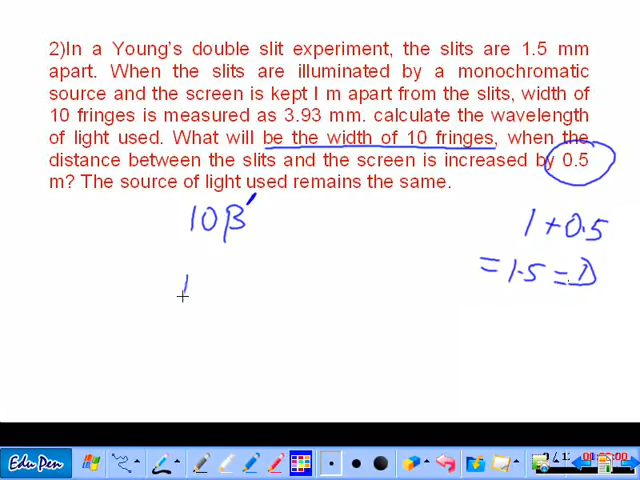 2)In a Young's double slit experiment, the slits are 1.5 mm
apart. When the slits are illuminated by a monochromatic
source and the screen is kept I m apart from the slits, width of
10 fringes is measured as 3.93 mm. calculate the wavelength
of light used. What will be the width of 10 fringes, when the
distance between the slits and the screen is increased by 0.5
m? The source of light used remains the same.
10β'
1+0.5
=1.5=D
1
Edu Pen